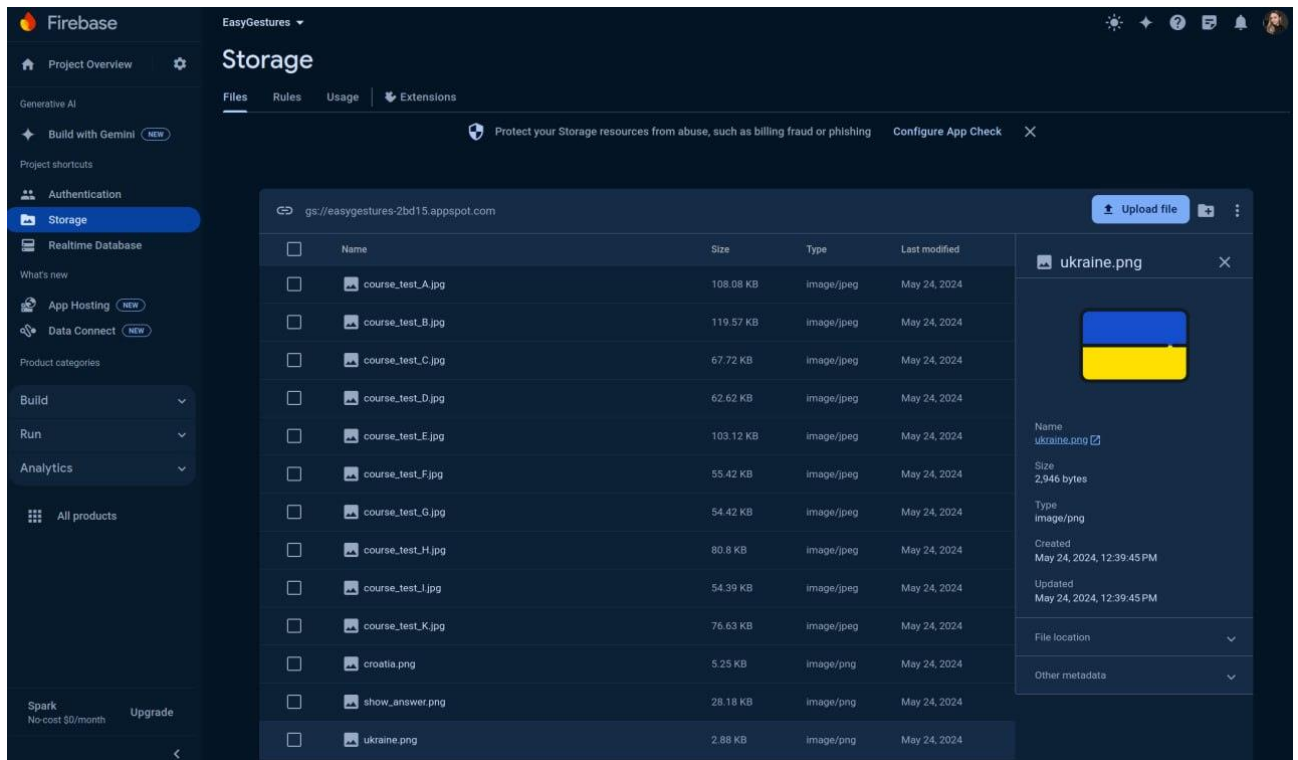 Firebase
Project Overview
Generative AI
Build with Gemini NEW
Project shortcuts
Authentication
Storage
Realtime Database
What's new
App Hosting NEW
Data Connect NEW
Product categories
Build
Run
Analytics
All products
Spark
No-cost $0/month
Upgrade
EasyGestures
Storage
Files Rules Usage Extensions
Protect your Storage resources from abuse, such as billing fraud or phishing Configure App Check
gs://easygestures-2bd15.appspot.com
Upload file
Name Size Type Last modified
course_test_A.jpg 108.08 KB image/jpeg May 24, 2024
course_test_B.jpg 119.57 KB image/jpeg May 24, 2024
course_test_C.jpg 67.72 KB image/jpeg May 24, 2024
course_test_D.jpg 62.62 KB image/jpeg May 24, 2024
course_test_E.jpg 103.12 KB image/jpeg May 24, 2024
course_test_F.jpg 55.42 KB image/jpeg May 24, 2024
course_test_G.jpg 54.42 KB image/jpeg May 24, 2024
course_test_H.jpg 80.8 KB image/jpeg May 24, 2024
course_test_I.jpg 54.39 KB image/jpeg May 24, 2024
course_test_K.jpg 76.63 KB image/jpeg May 24, 2024
croatia.png 5.25 KB image/png May 24, 2024
show_answer.png 28.18 KB image/png May 24, 2024
ukraine.png 2.88 KB image/png May 24, 2024
ukraine.png
Name
ukraine.png
Size
2,946 bytes
Type
image/png
Created
May 24, 2024, 12:39:45 PM
Updated
May 24, 2024, 12:39:45 PM
File location
Other metadata